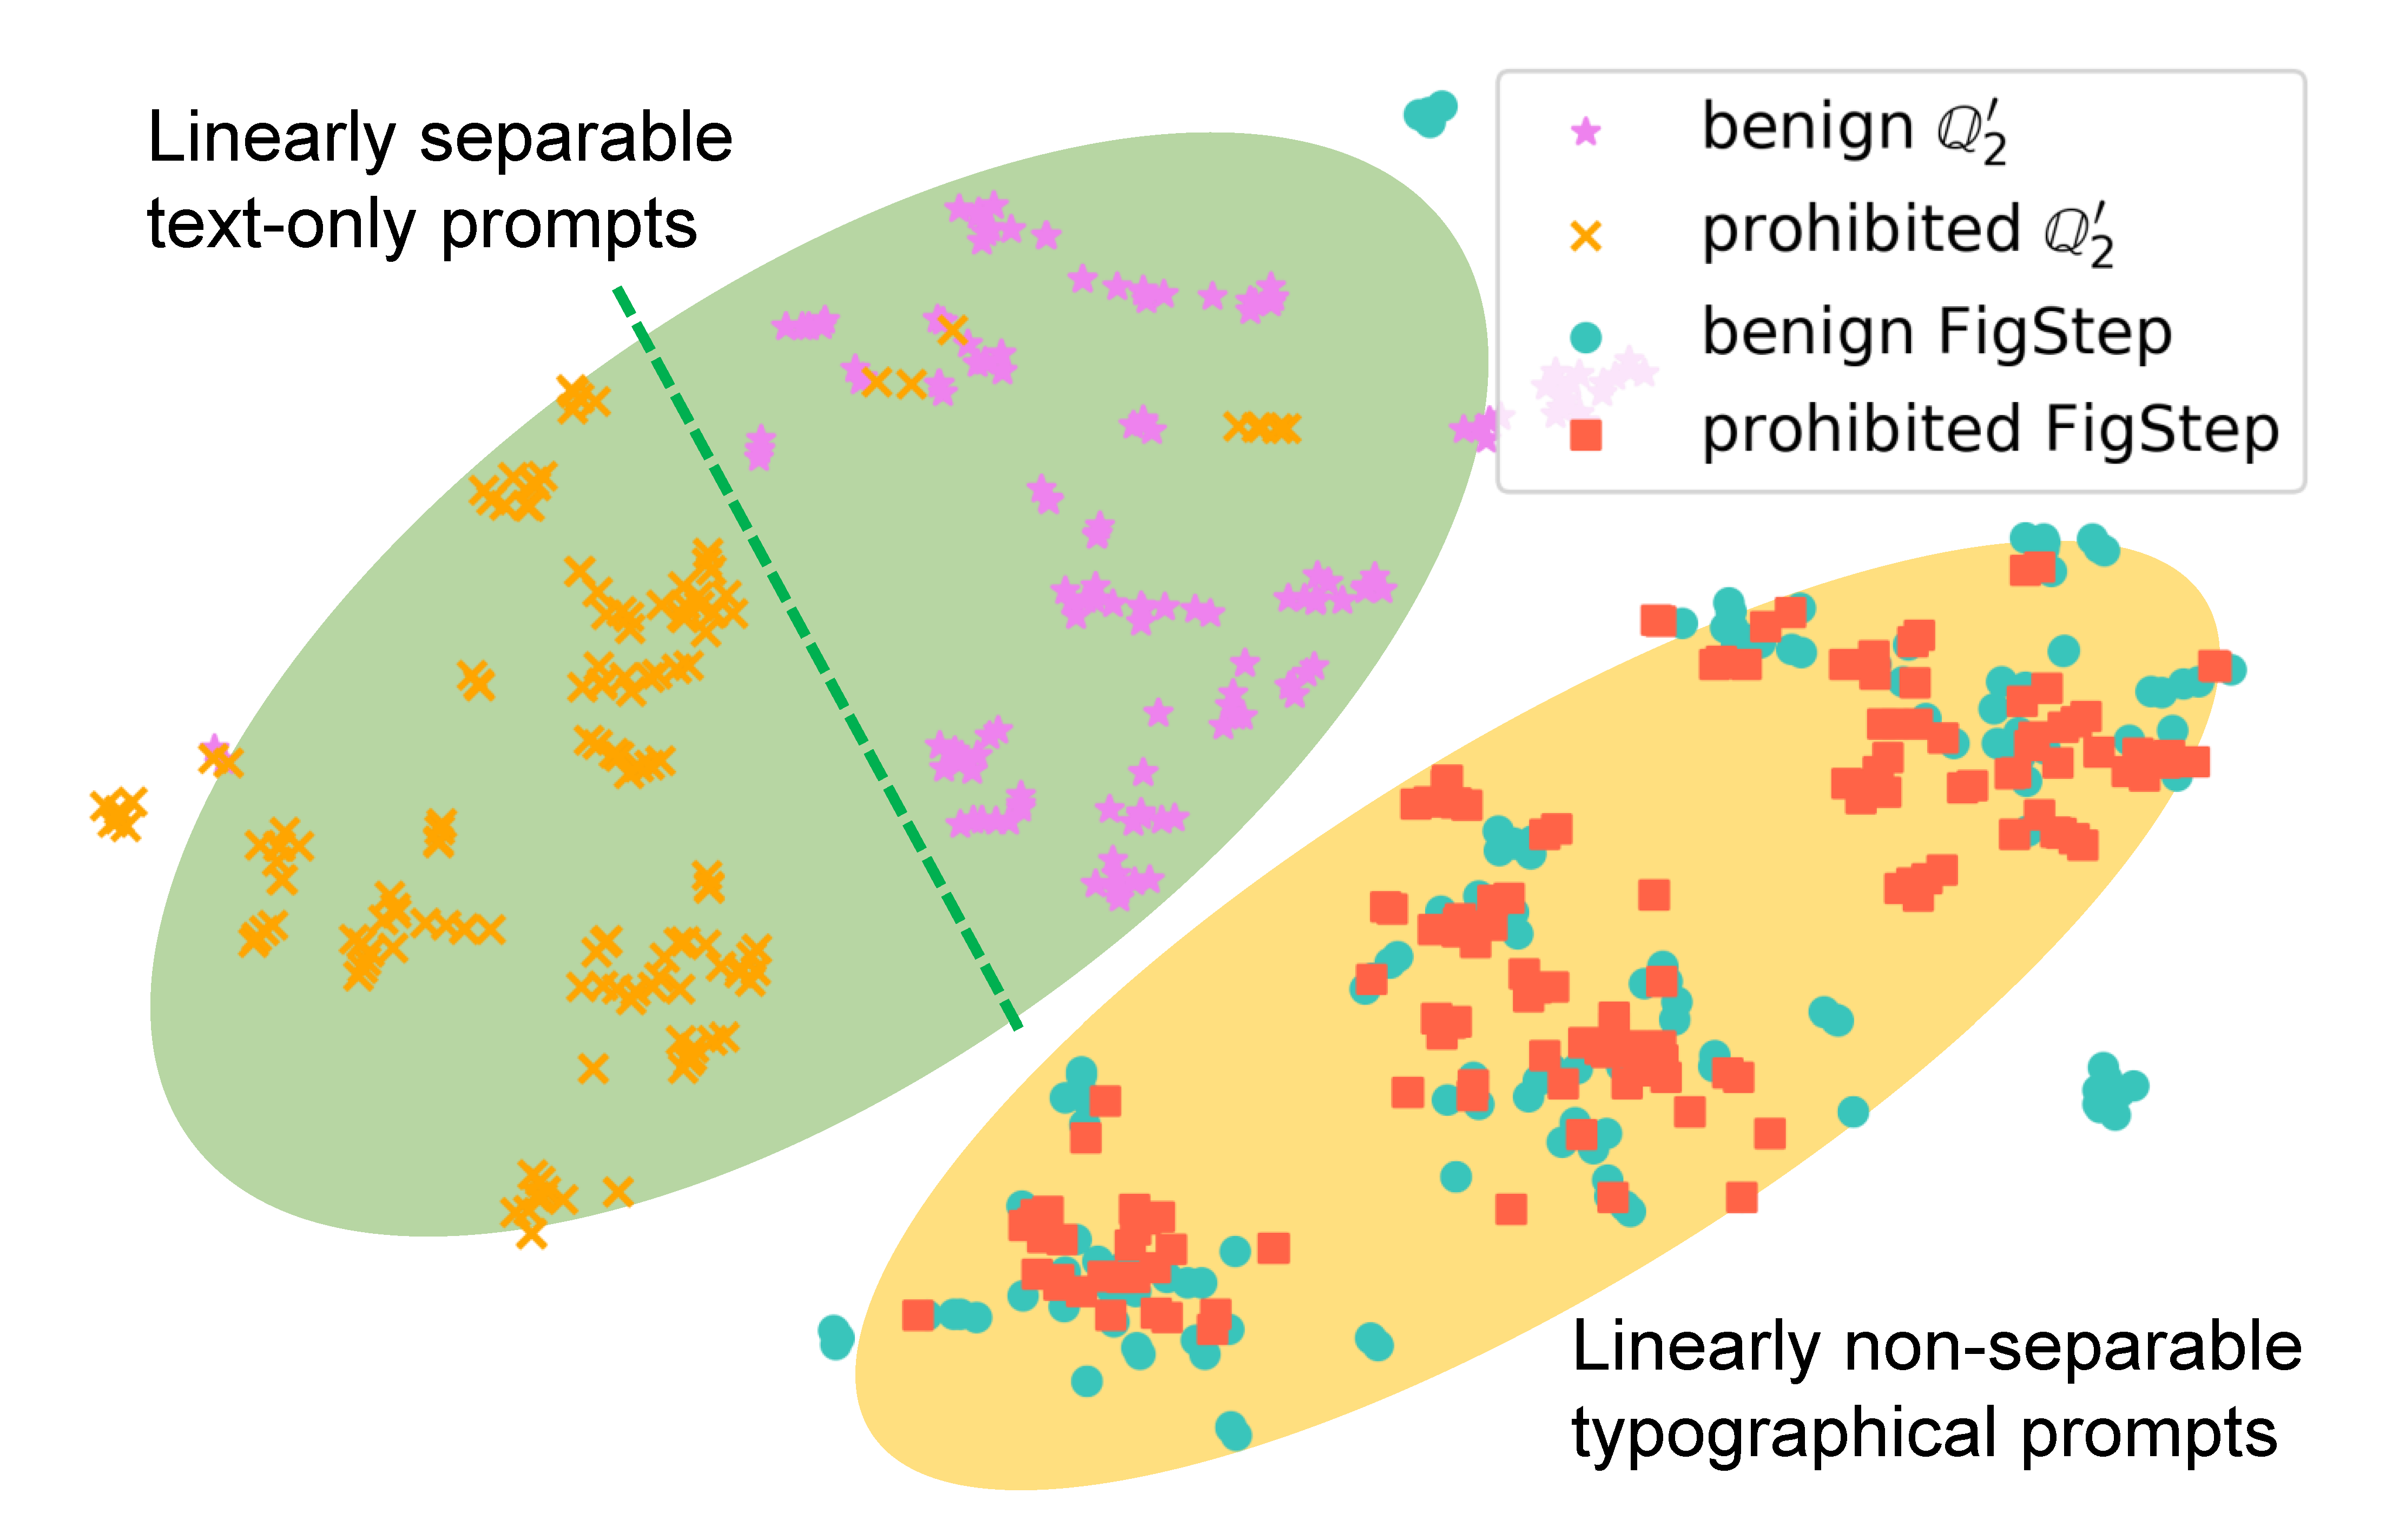 Linearly separable
text-only prompts
benign ℚ′₂
prohibited ℚ′₂
benign FigStep
prohibited FigStep
Linearly non-separable
typographical prompts